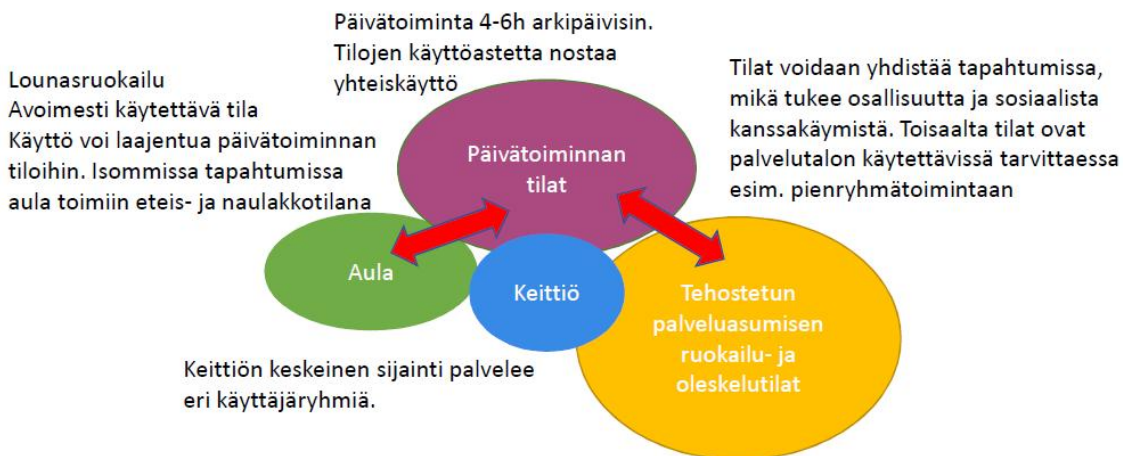 Päivätoiminta 4-6h arkipäivisin.
Tilojen käyttöastetta nostaa
yhteiskäyttö
Lounasruokailu
Avoimesti käytettävä tila
Käyttö voi laajentua päivätoiminnan
tiloihin. Isommissa tapahtumissa
aula toimiin eteis- ja naulakkotilana
Tilat voidaan yhdistää tapahtumissa,
mikä tukee osallisuutta ja sosiaalista
kanssakäymistä. Toisaalta tilat ovat
palvelutalon käytettävissä tarvittaessa
esim. pienryhmätoimintaan
Päivätoiminnan
tilat
Aula
Keittiö
Tehostetun
palveluasumisen
ruokailu- ja
oleskelutilat
Keittiön keskeinen sijainti palvelee
eri käyttäjäryhmiä.